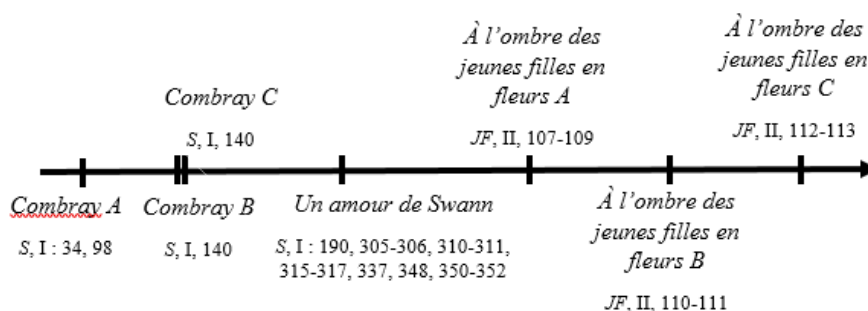 À l’ombre des
jeunes filles en
fleurs A
JF, II, 107-109
À l’ombre des
jeunes filles en
fleurs C
JF, II, 112-113
Combray C
S, I, 140
Combray A
S, I : 34, 98
Combray B
S, I, 140
Un amour de Swann
S, I : 190, 305-306, 310-311,
315-317, 337, 348, 350-352
À l’ombre des
jeunes filles en
fleurs B
JF, II, 110-111